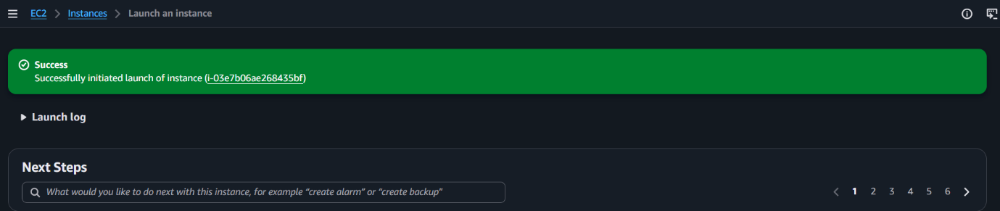 EC2 > Instances > Launch an instance
Success
Successfully initiated launch of instance (i-03e7b06ae268435bf)
Launch log
Next Steps
What would you like to do next with this instance, for example “create alarm” or “create backup"
1 2 3 4 5 6